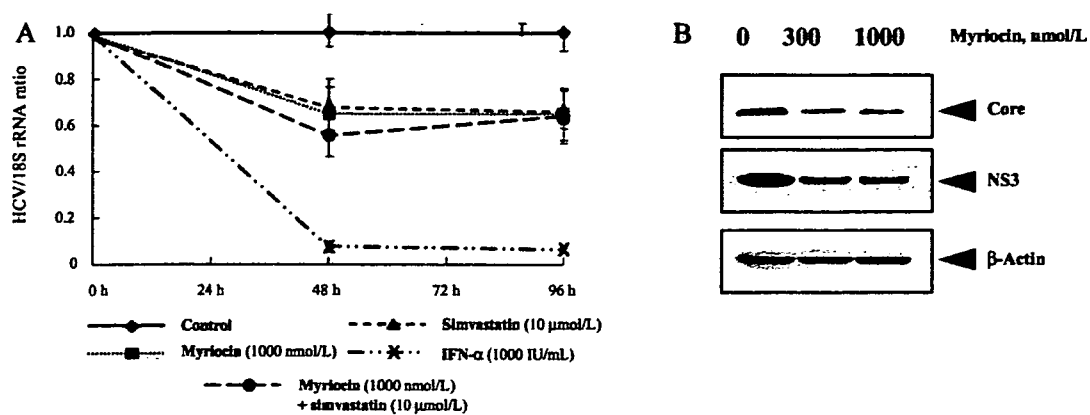 A
HCV/18S rRNA ratio
1.0
0.8
0.6
0.4
0.2
0
0 h
24 h
48 h
72 h
96 h
Control
Simvastatin (10 µmol/L)
Myriocin (1000 nmol/L)
IFN-α (1000 IU/mL)
Myriocin (1000 nmol/L)
+ simvastatin (10 µmol/L)
B
0 300 1000 Myriocin, nmol/L
Core
NS3
β-Actin